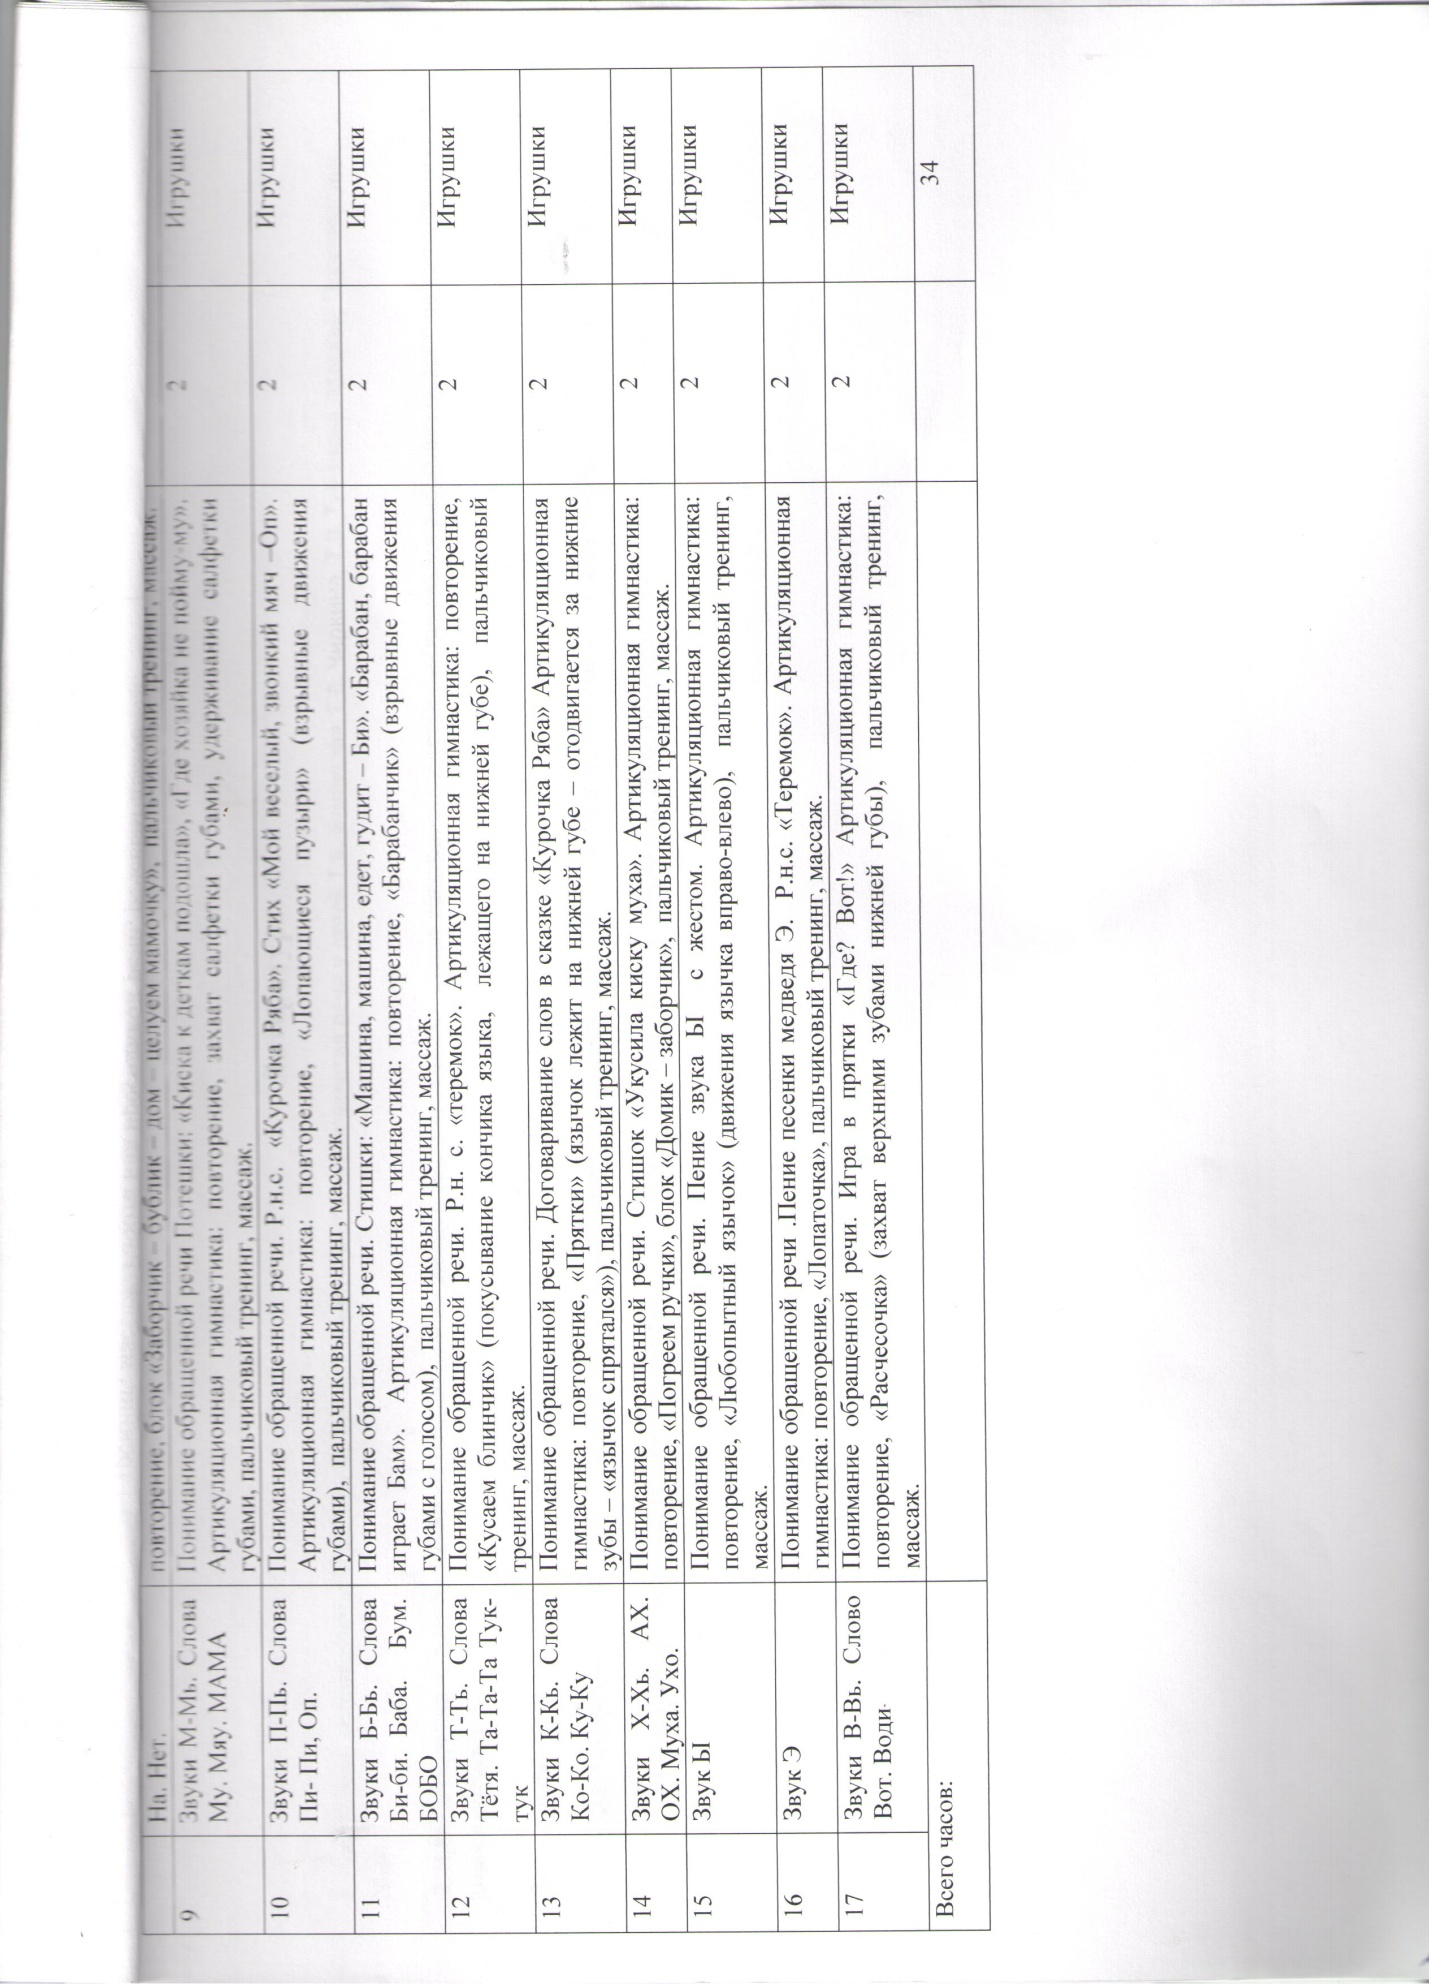 На. Нет.
повторение, блок «Заборчик – бублик – дом – целуем мамочку», пальчиковый тренинг, массаж.
9
Звуки М-Мь. Слова
Му. Мяу. МАМА
Понимание обращенной речи Потешки: «Киска к деткам подошла», «Где хозяйка не пойму-му».
Артикуляционная гимнастика: повторение, захват салфетки губами, удерживание салфетки
губами, пальчиковый тренинг, массаж.
2
Игрушки
10
Звуки П-Пь. Слова
Пи- Пи, Оп.
Понимание обращенной речи. Р.н.с. «Курочка Ряба». Стих «Мой веселый, звонкий мяч –Оп».
Артикуляционная гимнастика: повторение, «Лопающиеся пузыри» (взрывные движения
губами), пальчиковый тренинг, массаж.
2
Игрушки
11
Звуки Б-Бь. Слова
Би-би. Баба. Бум.
БОБО
Понимание обращенной речи. Стишки: «Машина, машина, едет, гудит – Би». «Барабан, барабан
играет Бам». Артикуляционная гимнастика: повторение, «Барабанчик» (взрывные движения
губами с голосом), пальчиковый тренинг, массаж.
2
Игрушки
12
Звуки Т-Ть. Слова
Тётя. Та-Та-Та Тук-
тук
Понимание обращенной речи. Р.н. с. «теремок». Артикуляционная гимнастика: повторение,
«Кусаем блинчик» (покусывание кончика языка, лежащего на нижней губе), пальчиковый
тренинг, массаж.
2
Игрушки
13
Звуки К-Кь. Слова
Ко-Ко. Ку-Ку
Понимание обращенной речи. Договаривание слов в сказке «Курочка Ряба» Артикуляционная
гимнастика: повторение, «Прятки» (язычок лежит на нижней губе – отодвигается за нижние
зубы – «язычок спрятался»), пальчиковый тренинг, массаж.
2
Игрушки
14
Звуки Х-Хь. АХ.
ОХ. Муха. Ухо.
Понимание обращенной речи. Стишок «Укусила киску муха». Артикуляционная гимнастика:
повторение, «Погреем ручки», блок «Домик – заборчик», пальчиковый тренинг, массаж.
2
Игрушки
15
Звук Ы
Понимание обращенной речи. Пение звука Ы с жестом. Артикуляционная гимнастика:
повторение, «Любопытный язычок» (движения язычка вправо-влево), пальчиковый тренинг,
массаж.
2
Игрушки
16
Звук Э
Понимание обращенной речи .Пение песенки медведя Э. Р.н.с. «Теремок». Артикуляционная
гимнастика: повторение, «Лопаточка», пальчиковый тренинг, массаж.
2
Игрушки
17
Звуки В-Вь. Слово
Вот. Води
Понимание обращенной речи. Игра в прятки «Где? Вот!» Артикуляционная гимнастика:
повторение, «Расчесочка» (захват верхними зубами нижней губы), пальчиковый тренинг,
массаж.
2
Игрушки
Всего часов:
34